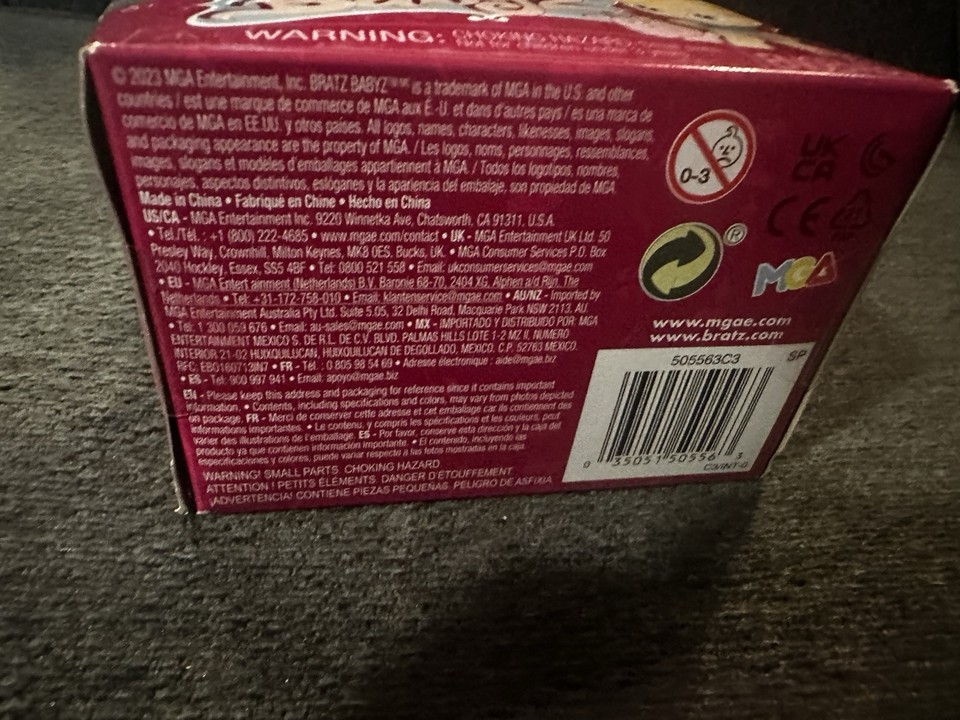 WARNING: CHOKING HAZARD
© 2023 MGA Entertainment, Inc. BRATZ BABYZ™ is a trademark of MGA in the U.S. and other
countries / est une marque de commerce de MGA aux É.-U. et dans d'autres pays / es una marca de
comercio de MGA en EE.UU. y otros países. All logos, names, characters, likenesses, images, slogans,
and packaging appearance are the property of MGA. / Les logos, noms, personnages, ressemblances,
images, slogans et modèles d'emballages appartiennent à MGA. / Todos los logotipos, nombres,
personajes, aspectos distintivos, eslóganes y la apariencia del embalaje, son propiedad de MGA.
Made in China • Fabriqué en Chine • Hecho en China
US/CA - MGA Entertainment Inc. 9220 Winnetka Ave, Chatsworth, CA 91311, U.S.A.
• Tel./Tél. : +1 (800) 222-4685 • www.mgae.com/contact • UK - MGA Entertainment UK Ltd. 50
Presley Way, Crownhill, Milton Keynes, MK8 0ES. Bucks, UK. • MGA Consumer Services P.O. Box
2040 Hockley, Essex, SS5 4BF • Tel: 0800 521 558 • Email: ukconsumerservices@mgae.com
• EU - MGA Entertainment (Netherlands) B.V. Baronie 68-70, 2404 XG, Alphen a/d Rijn, The
Netherlands • Tel: +31-172-758-010 • Email: klantenservice@mgae.com • AU/NZ - Imported by
MGA Entertainment Australia Pty Ltd. Suite 5.05, 32 Delhi Road, Macquarie Park NSW 2113. AU.
• Tel: 1 300 059 676 • Email: au-sales@mgae.com • MX - IMPORTADO Y DISTRIBUIDO POR: MGA
ENTERTAINMENT MEXICO S. DE R.L. DE C.V. BLVD. PALMAS HILLS LOTE 1-2 MZ II, NUMERO
INTERIOR 21-02 HUIXQUILUCAN, HUIXQUILUCAN DE DEGOLLADO, MEXICO. C.P. 52763 MEXICO.
RFC: EBO160713IN7 • FR - Tél. : 0 805 98 54 69 • Adresse électronique : aide@mgae.biz
• ES - Tel: 900 997 941 • Email: apoyo@mgae.biz
EN - Please keep this address and packaging for reference since it contains important
information. • Contents, including specifications and colors, may vary from photos depicted
on package. FR - Merci de conserver cette adresse et cet emballage car ils contiennent des
informations importantes. • Le contenu, y compris les spécifications et les couleurs, peut
varier des illustrations de l'emballage. ES - Por favor, conserve esta dirección y la caja del
producto ya que contienen información importante. • El contenido, incluyendo las
especificaciones y colores, puede variar respecto a las fotos mostradas en la caja.
WARNING! SMALL PARTS. CHOKING HAZARD
ATTENTION ! PETITS ÉLÉMENTS. DANGER D'ÉTOUFFEMENT
¡ADVERTENCIA! CONTIENE PIEZAS PEQUEÑAS. PELIGRO DE ASFIXIA
0-3
UK
CA
CE
®
MGA
www.mgae.com
www.bratz.com
505563C3 SP
0 35051 50556 3
C3/INT-0